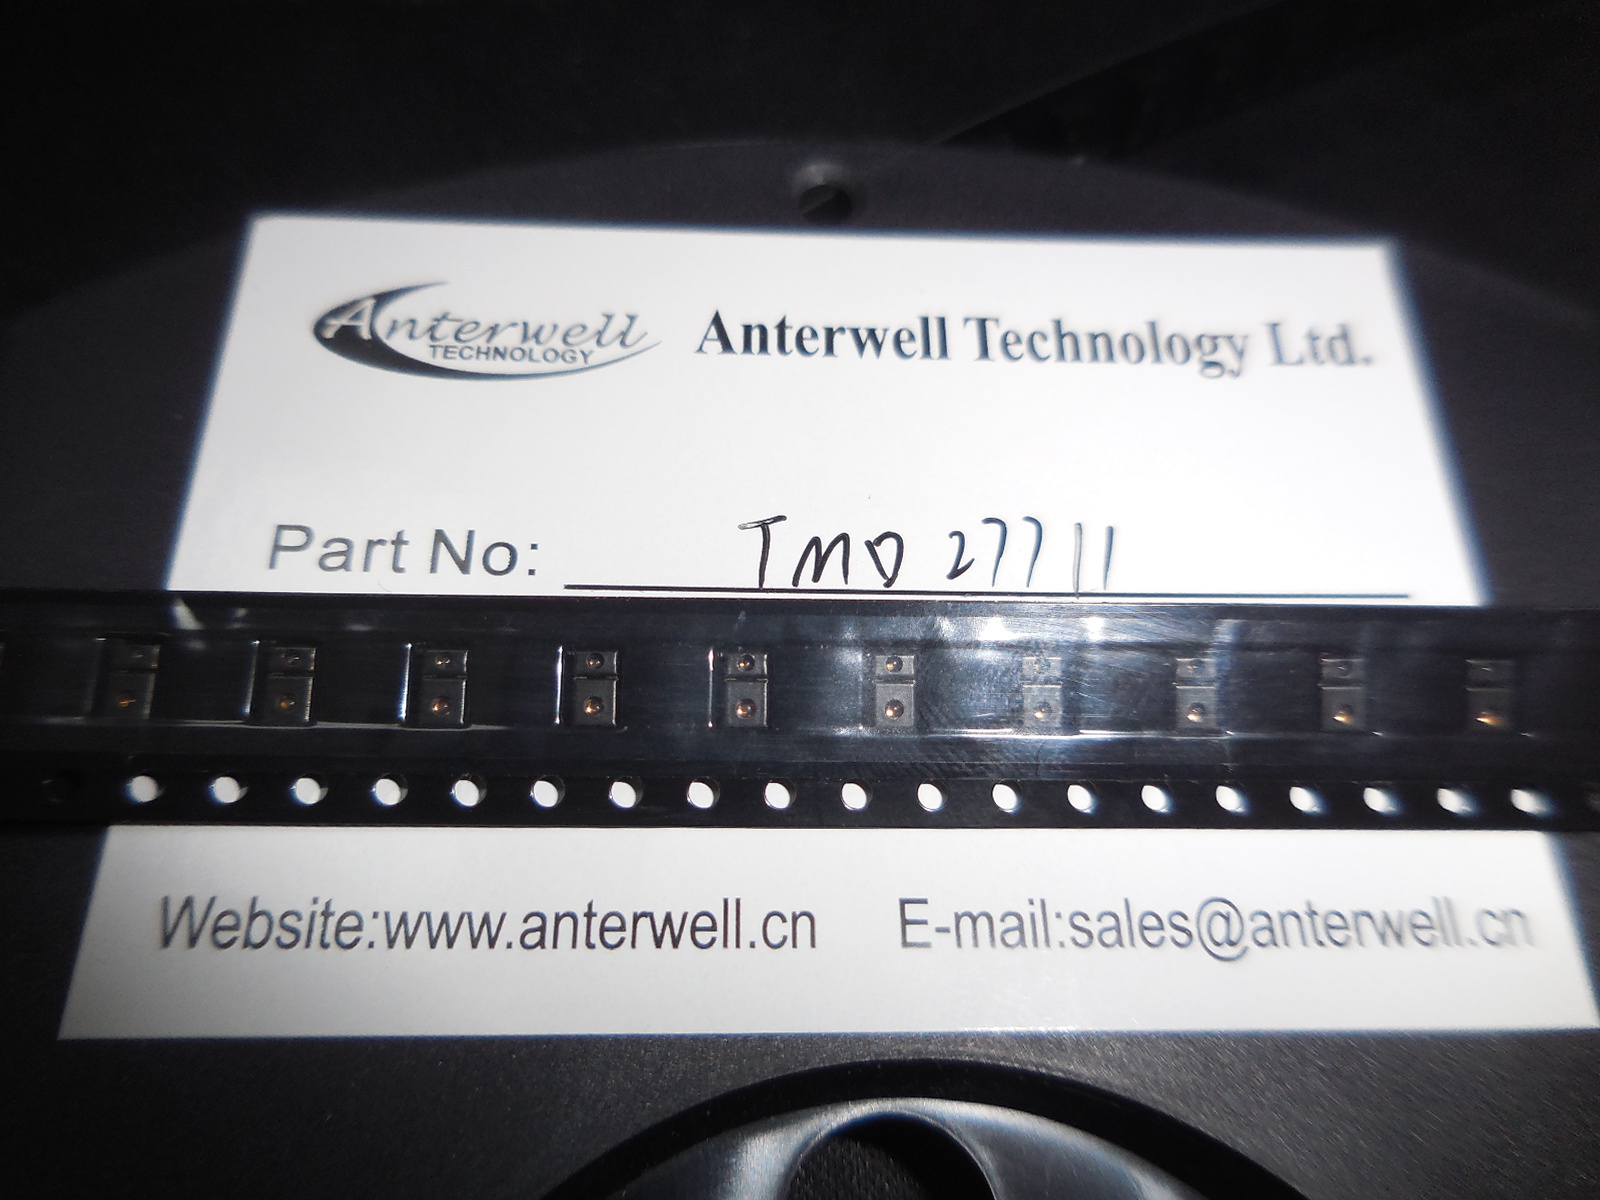 Anterwell
TECHNOLOGY
Anterwell Technology Ltd.
Part No: TMD 27711
Website:www.anterwell.cn E-mail:sales@anterwell.cn